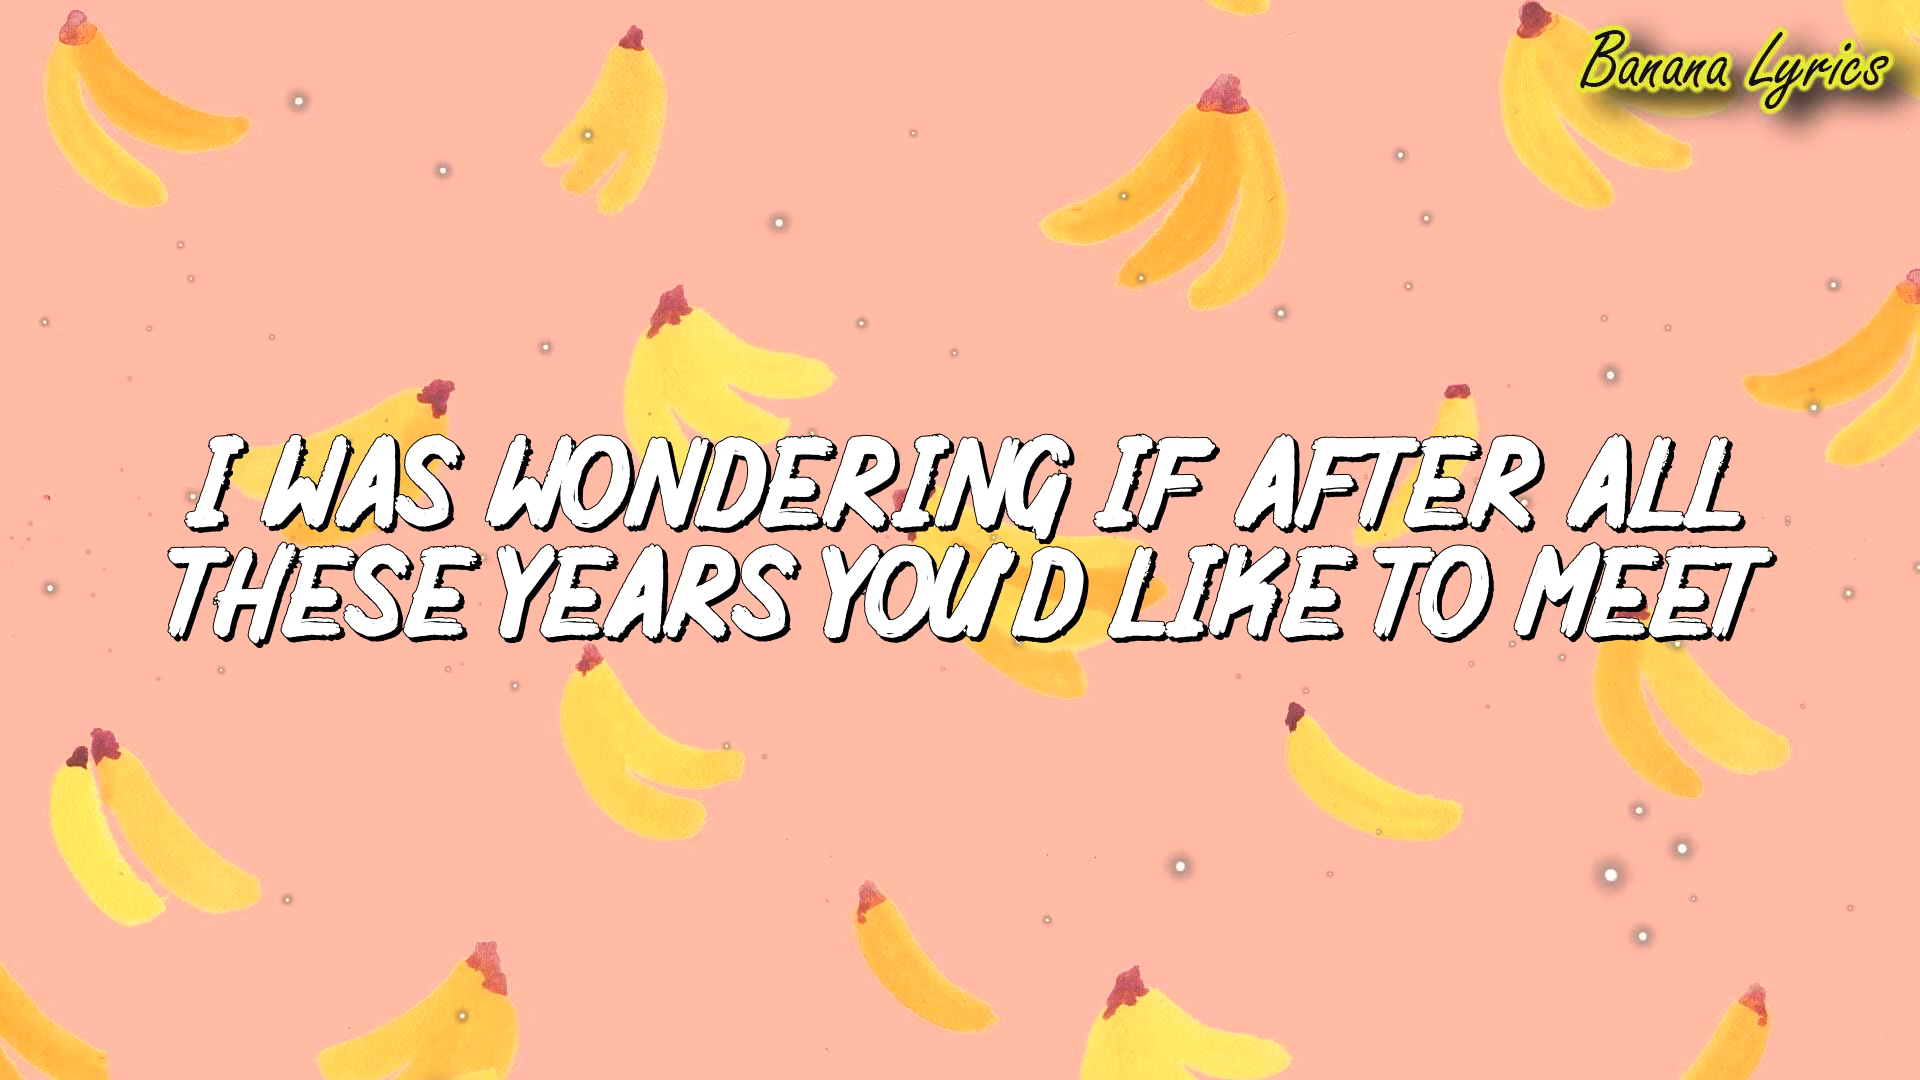 Banana Lyrics
I WAS WONDERING IF AFTER ALL
THESE YEARS YOU'D LIKE TO MEET